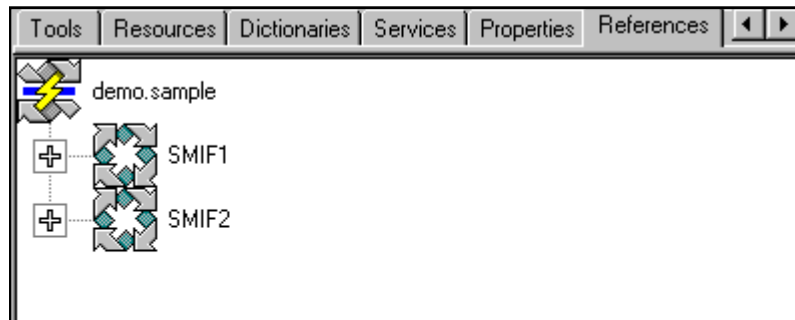 Tools Resources Dictionaries Services Properties References
demo.sample
SMIF1
SMIF2